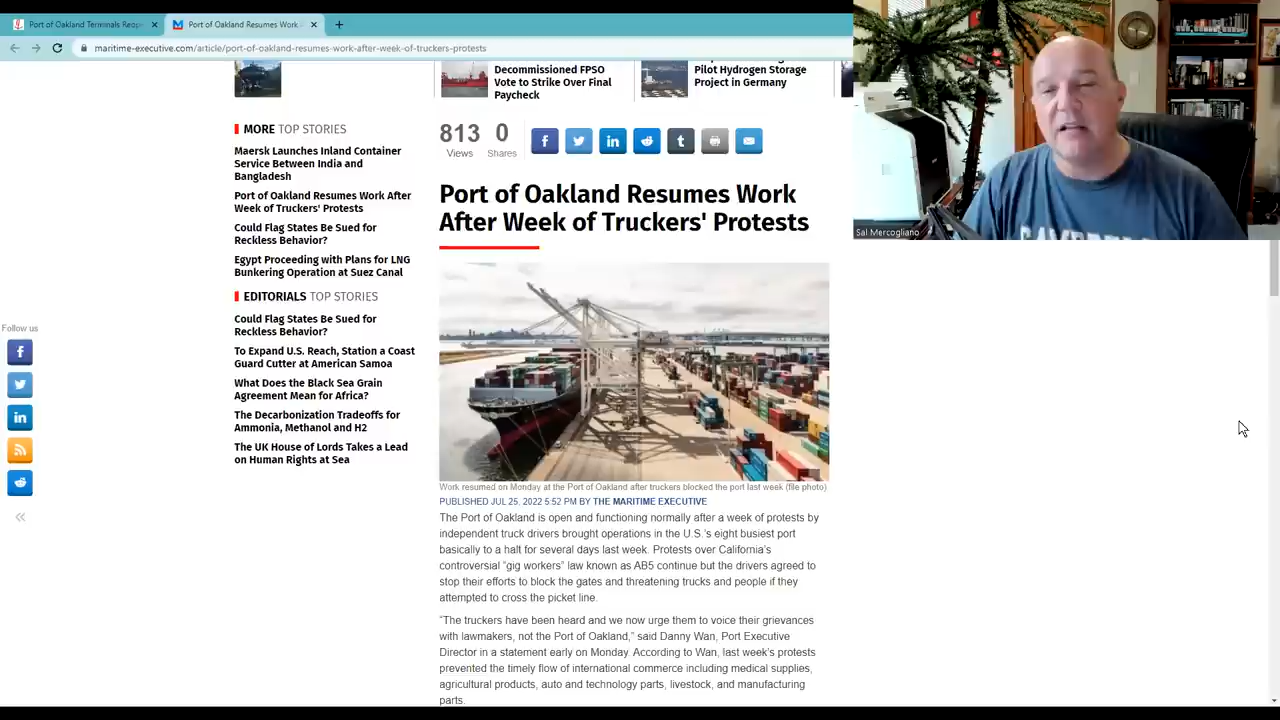 Port of Oakland Terminals Reope
Port of Oakland Resumes Work A
maritime-executive.com/article/port-of-oakland-resumes-work-after-week-of-truckers-protests
Decommissioned FPSO
Vote to Strike Over Final
Paycheck
Pilot Hydrogen Storage
Project in Germany
Sal Mercogliano
MORE TOP STORIES
Maersk Launches Inland Container
Service Between India and
Bangladesh
Port of Oakland Resumes Work After
Week of Truckers' Protests
Could Flag States Be Sued for
Reckless Behavior?
Egypt Proceeding with Plans for LNG
Bunkering Operation at Suez Canal
EDITORIALS TOP STORIES
Could Flag States Be Sued for
Reckless Behavior?
To Expand U.S. Reach, Station a Coast
Guard Cutter at American Samoa
What Does the Black Sea Grain
Agreement Mean for Africa?
The Decarbonization Tradeoffs for
Ammonia, Methanol and H2
The UK House of Lords Takes a Lead
on Human Rights at Sea
Follow us
813 0
Views Shares
Port of Oakland Resumes Work
After Week of Truckers' Protests
Work resumed on Monday at the Port of Oakland after truckers blocked the port last week (file photo)
PUBLISHED JUL 25, 2022 5:52 PM BY THE MARITIME EXECUTIVE
The Port of Oakland is open and functioning normally after a week of protests by
independent truck drivers brought operations in the U.S.'s eight busiest port
basically to a halt for several days last week. Protests over California's
controversial "gig workers" law known as AB5 continue but the drivers agreed to
stop their efforts to block the gates and threatening trucks and people if they
attempted to cross the picket line.
"The truckers have been heard and we now urge them to voice their grievances
with lawmakers, not the Port of Oakland," said Danny Wan, Port Executive
Director in a statement early on Monday. According to Wan, last week's protests
prevented the timely flow of international commerce including medical supplies,
agricultural products, auto and technology parts, livestock, and manufacturing
parts.